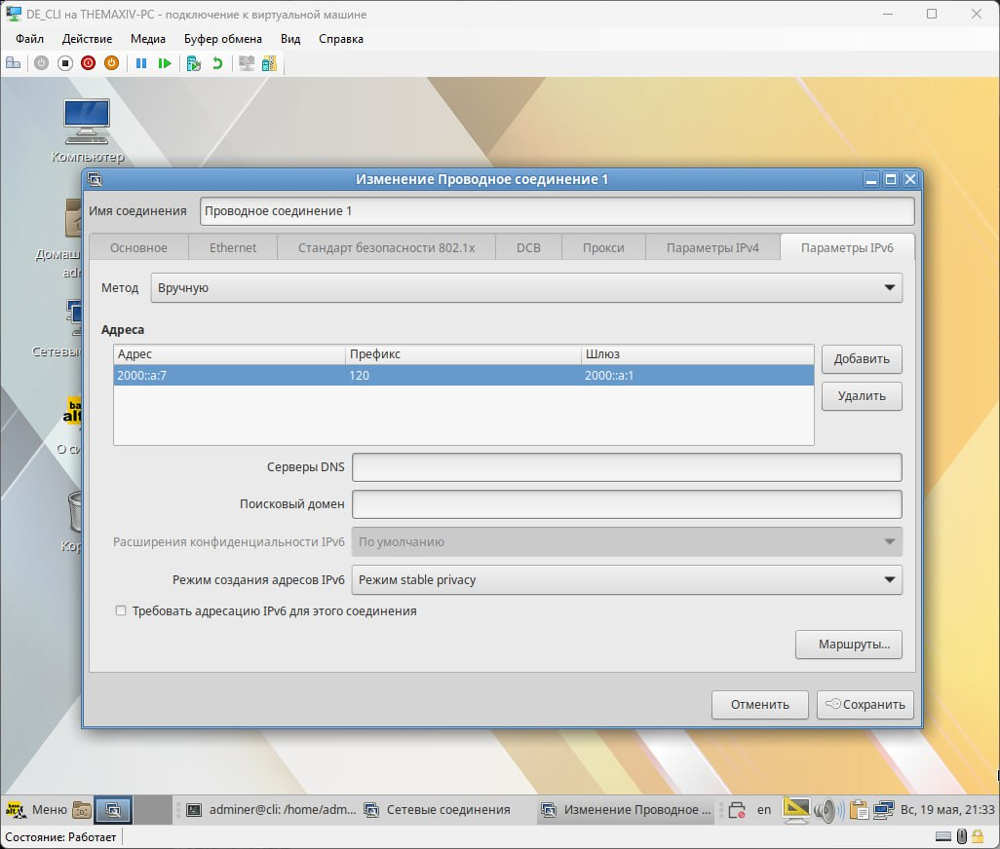 DE_CLI на THEMAXIV-PC - подключение к виртуальной машине
Файл Действие Медиа Буфер обмена Вид Справка
Компьютер
Изменение Проводное соединение 1
Имя соединения Проводное соединение 1
Основное Ethernet Стандарт безопасности 802.1x DCB Прокси Параметры IPv4 Параметры IPv6
Домаш
adm
Метод Вручную
Сетевы
Адреса
Адрес Префикс Шлюз
2000::a:7 120 2000::a:1
Добавить
Удалить
ba
alt
О си
Серверы DNS
Поисковый домен
Кор
Расширения конфиденциальности IPv6 По умолчанию
Режим создания адресов IPv6 Режим stable privacy
Требовать адресацию IPv6 для этого соединения
Маршруты...
Отменить Сохранить
Меню adminer@cli: /home/adm... Сетевые соединения Изменение Проводное ... en Вс, 19 мая, 21:33
Состояние: Работает